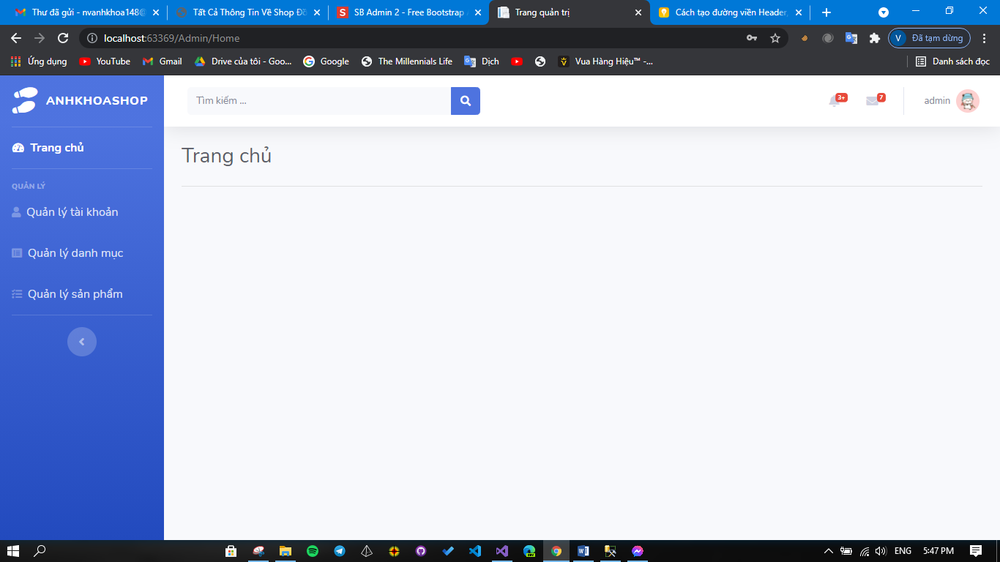 Thư đã gửi - nvanhkhoa148@
Tất Cả Thông Tin Về Shop Đồ
SB Admin 2 - Free Bootstrap
Trang quản trị
Cách tạo đường viền Header,
localhost:63369/Admin/Home
V Đã tạm dừng
Ứng dụng
YouTube
Gmail
Drive của tôi - Goo...
Google
The Millennials Life
Dịch
Vua Hàng Hiệu™ -...
Danh sách đọc
ANHKHOASHOP
Tìm kiếm ...
3+
7
admin
Trang chủ
Trang chủ
QUẢN LÝ
Quản lý tài khoản
Quản lý danh mục
Quản lý sản phẩm
ENG
5:47 PM